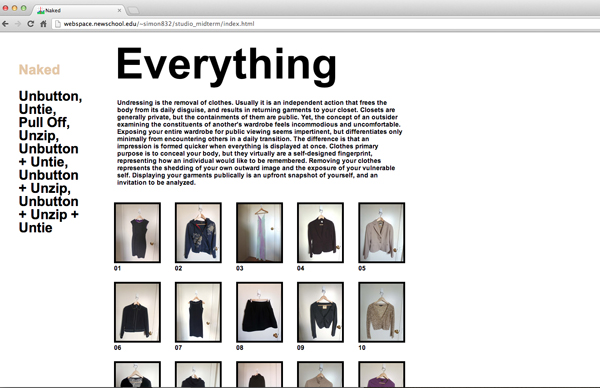 Naked
webspace.newschool.edu/~simon832/studio_midterm/index.html
Naked
Unbutton,
Untie,
Pull Off,
Unzip,
Unbutton
+ Untie,
Unbutton
+ Unzip,
Unbutton
+ Unzip +
Untie
Everything
Undressing is the removal of clothes. Usually it is an independent action that frees the
body from its daily disguise, and results in returning garments to your closet. Closets are
generally private, but the containments of them are public. Yet, the concept of an outsider
examining the constituents of another's wardrobe feels incommodious and uncomfortable.
Exposing your entire wardrobe for public viewing seems impertinent, but differentiates only
minimally from encountering others in a daily transition. The difference is that an
impression is formed quicker when everything is displayed at once. Clothes primary
purpose is to conceal your body, but they virtually are a self-designed fingerprint,
representing how an individual would like to be remembered. Removing your clothes
represents the shedding of your own outward image and the exposure of your vulnerable
self. Displaying your garments publically is an upfront snapshot of yourself, and an
invitation to be analyzed.
01 02 03 04 05
06 07 08 09 10